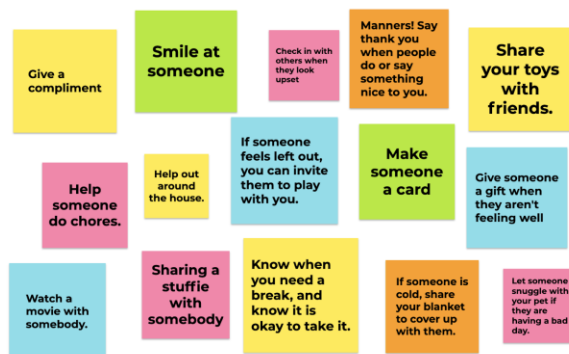 Give a
compliment
Smile at
someone
Check in with
others when
they look
upset
Manners! Say
thank you
when people
do or say
something
nice to you.
Share
your toys
with
friends.
Help
someone
do chores.
Help out
around
the house.
If someone
feels left out,
you can invite
them to play
with you.
Make
someone
a card
Give someone
a gift when
they aren't
feeling well
Watch a
movie with
somebody.
Sharing a
stuffie
with
somebody
Know when
you need a
break, and
know it is
okay to take it.
If someone is
cold, share
your blanket
to cover up
with them.
Let someone
snuggle with
your pet if
they are
having a bad
day.